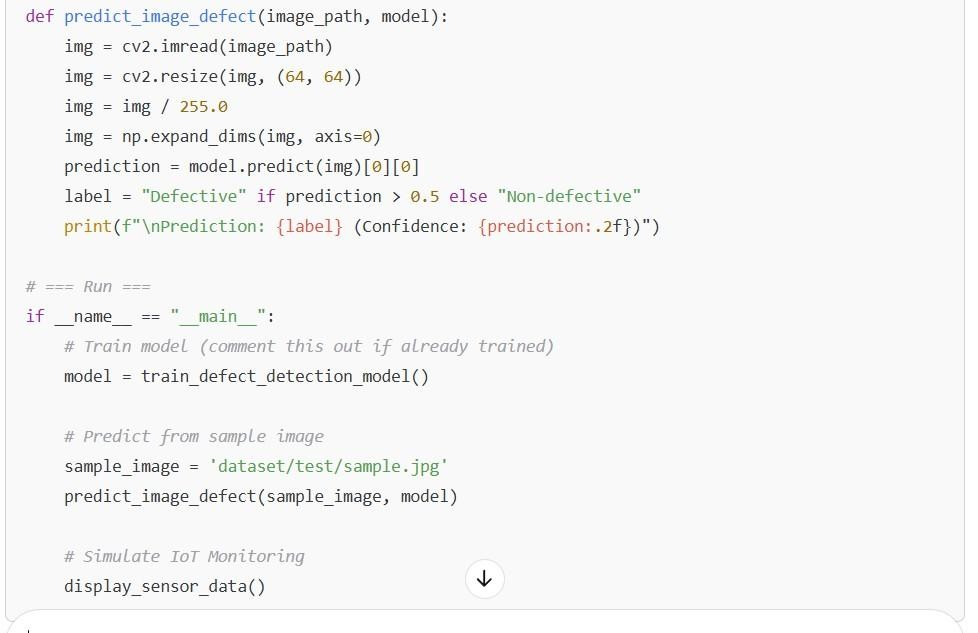 def predict_image_defect(image_path, model):
    img = cv2.imread(image_path)
    img = cv2.resize(img, (64, 64))
    img = img / 255.0
    img = np.expand_dims(img, axis=0)
    prediction = model.predict(img)[0][0]
    label = "Defective" if prediction > 0.5 else "Non-defective"
    print(f"\nPrediction: {label} (Confidence: {prediction:.2f})")

# === Run ===
if __name__ == "__main__":
    # Train model (comment this out if already trained)
    model = train_defect_detection_model()

    # Predict from sample image
    sample_image = 'dataset/test/sample.jpg'
    predict_image_defect(sample_image, model)

    # Simulate IoT Monitoring
    display_sensor_data()